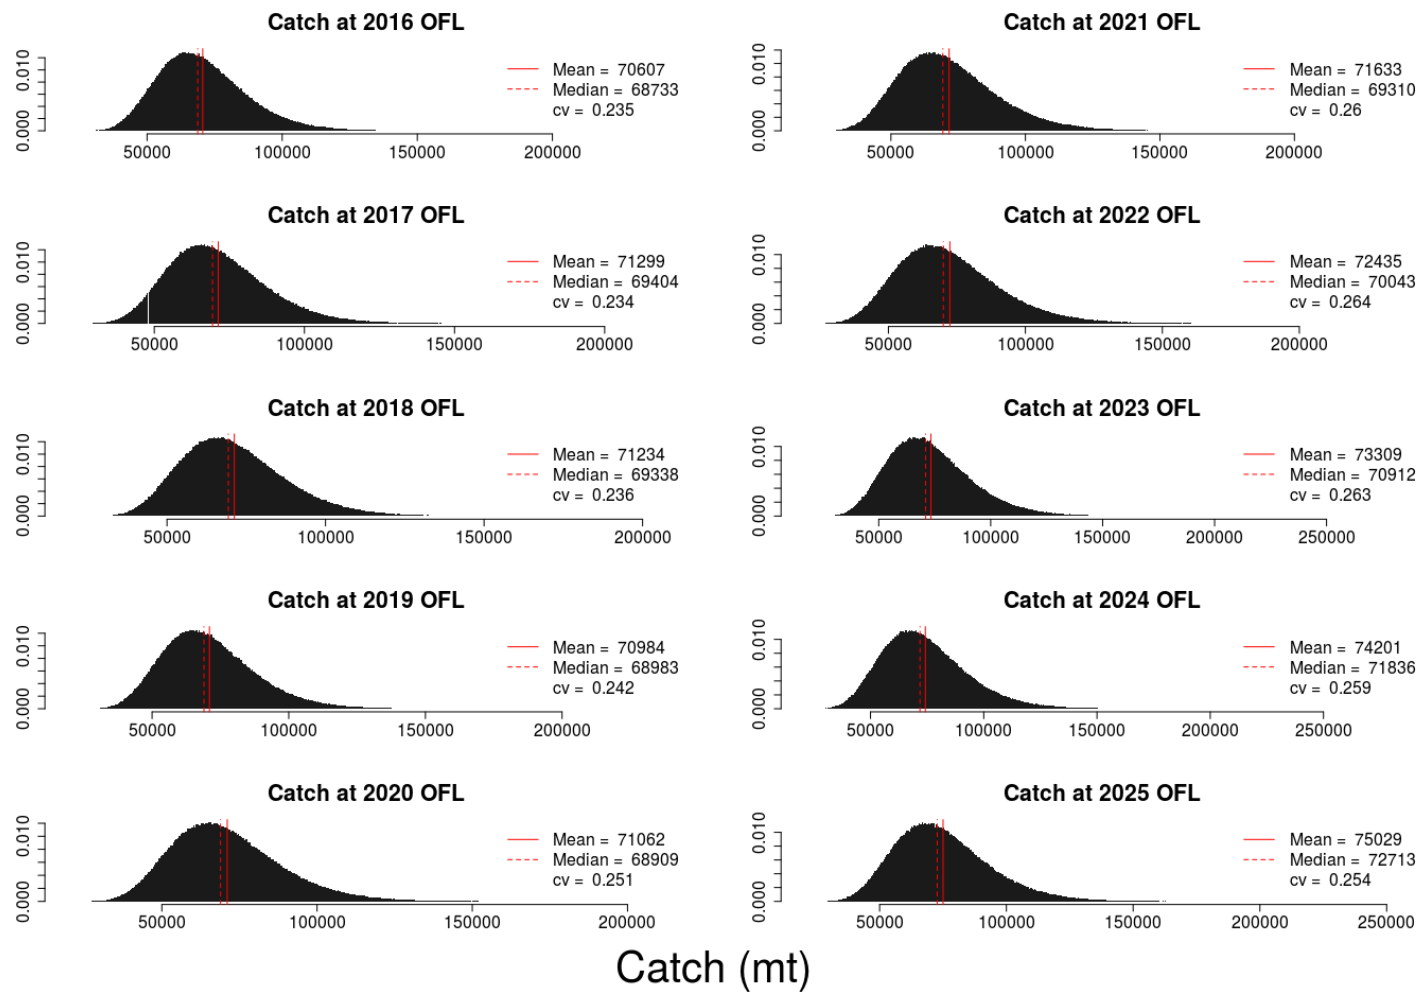 Catch at 2016 OFL
0.000 0.010
Mean = 70607
Median = 68733
cv = 0.235
50000 100000 150000 200000
Catch at 2017 OFL
0.000 0.010
Mean = 71299
Median = 69404
cv = 0.234
50000 100000 150000 200000
Catch at 2018 OFL
0.000 0.010
Mean = 71234
Median = 69338
cv = 0.236
50000 100000 150000 200000
Catch at 2019 OFL
0.000 0.010
Mean = 70984
Median = 68983
cv = 0.242
50000 100000 150000 200000
Catch at 2020 OFL
0.000 0.010
Mean = 71062
Median = 68909
cv = 0.251
50000 100000 150000 200000
Catch at 2021 OFL
0.000 0.010
Mean = 71633
Median = 69310
cv = 0.26
50000 100000 150000 200000
Catch at 2022 OFL
0.000 0.010
Mean = 72435
Median = 70043
cv = 0.264
50000 100000 150000 200000
Catch at 2023 OFL
0.000 0.010
Mean = 73309
Median = 70912
cv = 0.263
50000 100000 150000 200000 250000
Catch at 2024 OFL
0.000 0.010
Mean = 74201
Median = 71836
cv = 0.259
50000 100000 150000 200000 250000
Catch at 2025 OFL
0.000 0.010
Mean = 75029
Median = 72713
cv = 0.254
50000 100000 150000 200000 250000
Catch (mt)